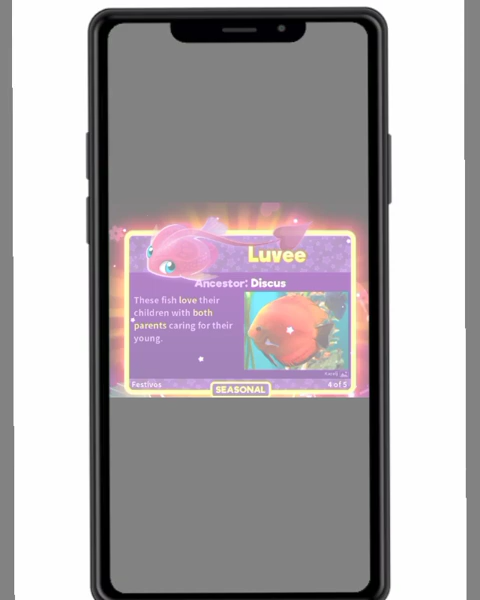 Luvee
Ancestor: Discus
These fish love their
children with both
parents caring for their
young.
Festivos
SEASONAL
4 of 5